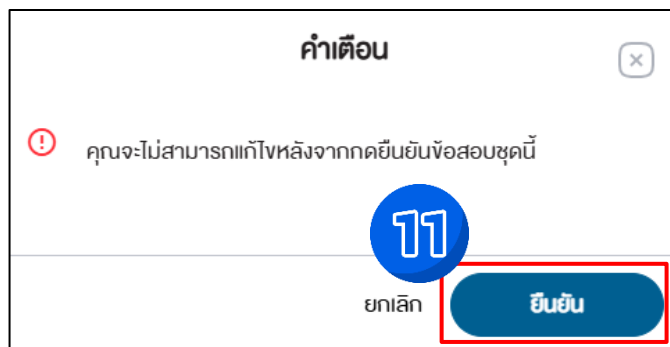 คำเตือน
คุณจะไม่สามารถแก้ไขหลังจากกดยืนยันข้อสอบชุดนี้
11
ยกเลิก ยืนยัน